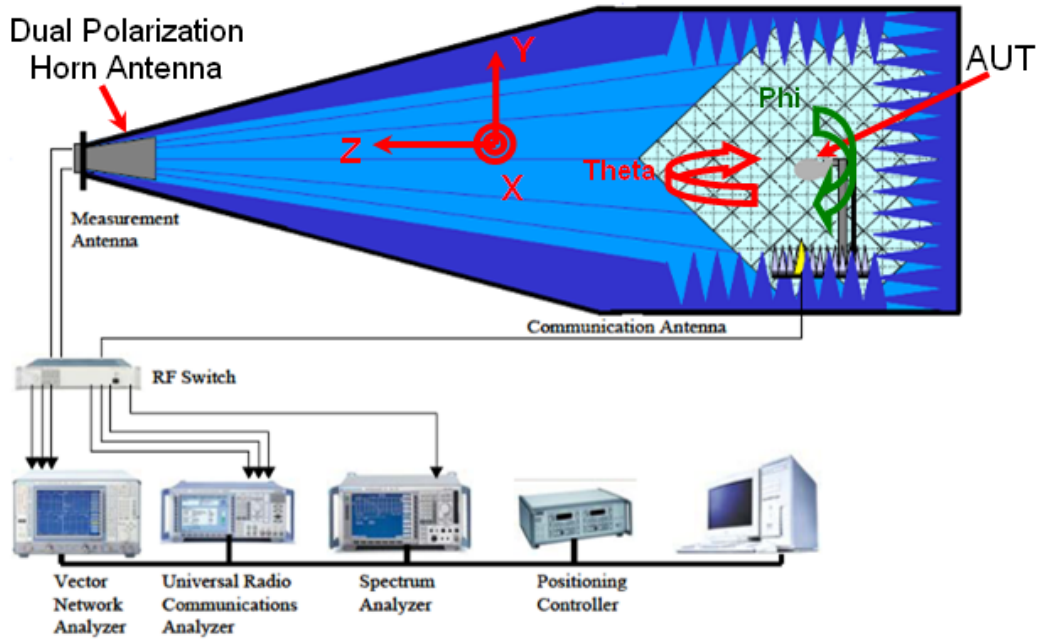 Dual Polarization
Horn Antenna
Y
Z
X
Phi
Theta
AUT
Measurement
Antenna
Communication Antenna
RF Switch
Vector
Network
Analyzer
Universal Radio
Communications
Analyzer
Spectrum
Analyzer
Positioning
Controller